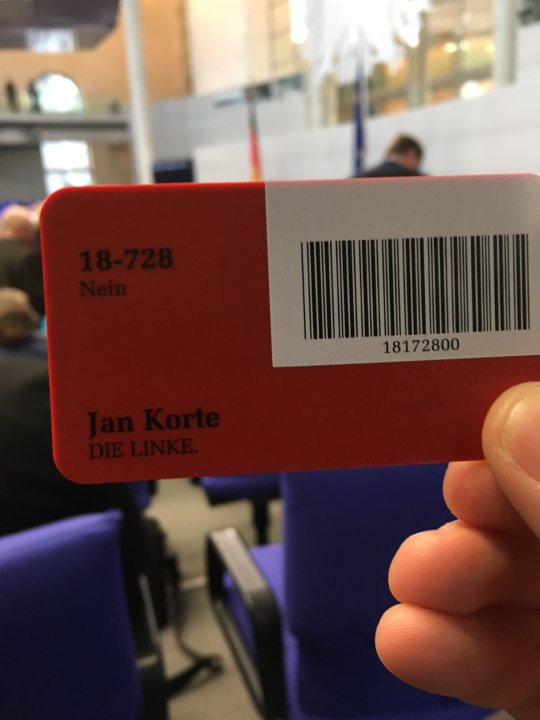 18-728
Nein
18172800
Jan Korte
DIE LINKE.